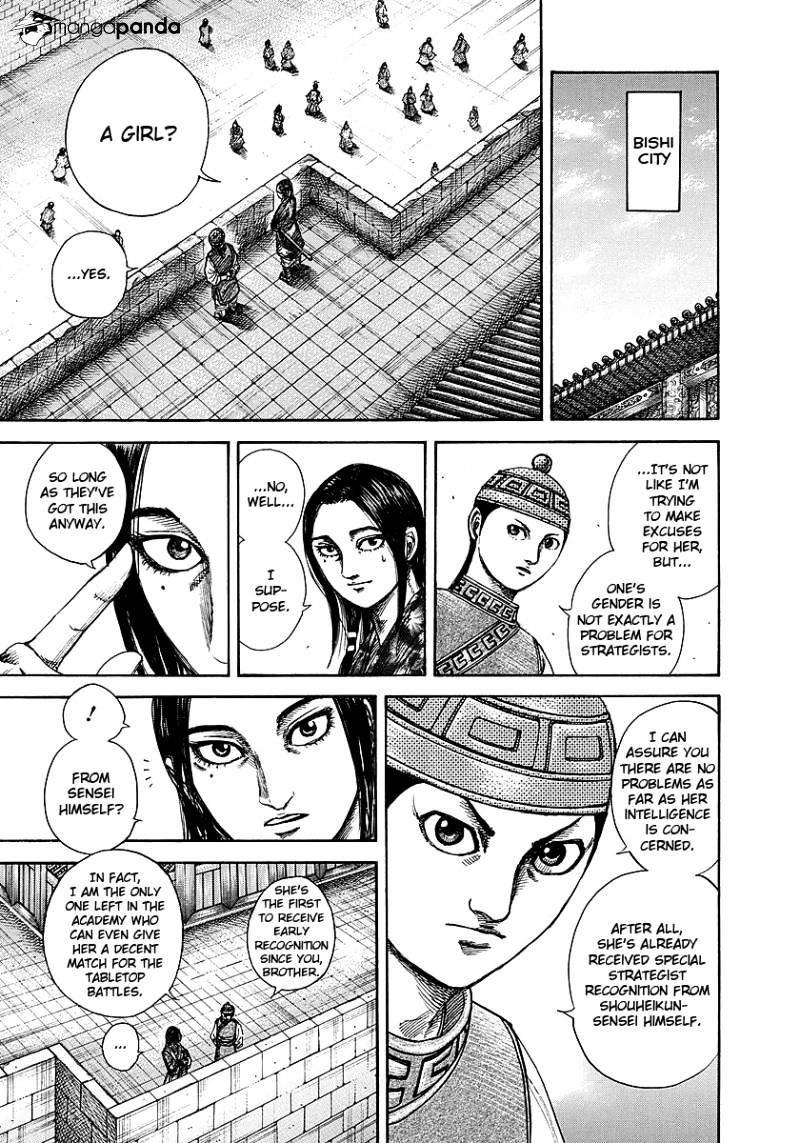 mangapanda
BISHI
CITY
A GIRL?
...YES.
...IT'S NOT
LIKE I'M
TRYING
TO MAKE
EXCUSES
FOR HER,
BUT...
ONE'S
GENDER IS
NOT EXACTLY A
PROBLEM FOR
STRATEGISTS.
...NO,
WELL...
I
SUP-
POSE.
SO LONG
AS THEY'VE
GOT THIS
ANYWAY.
I CAN
ASSURE YOU
THERE ARE NO
PROBLEMS AS
FAR AS HER
INTELLIGENCE
IS CON-
CERNED.
AFTER ALL,
SHE'S ALREADY
RECEIVED SPECIAL
STRATEGIST
RECOGNITION FROM
SHOUHEIKUN-
SENSEI HIMSELF.
!
FROM
SENSEI
HIMSELF?
SHE'S
THE FIRST
TO RECEIVE
EARLY
RECOGNITION
SINCE YOU,
BROTHER.
IN FACT,
I AM THE ONLY
ONE LEFT IN THE
ACADEMY WHO
CAN EVEN GIVE
HER A DECENT
MATCH FOR THE
TABLETOP
BATTLES.
...